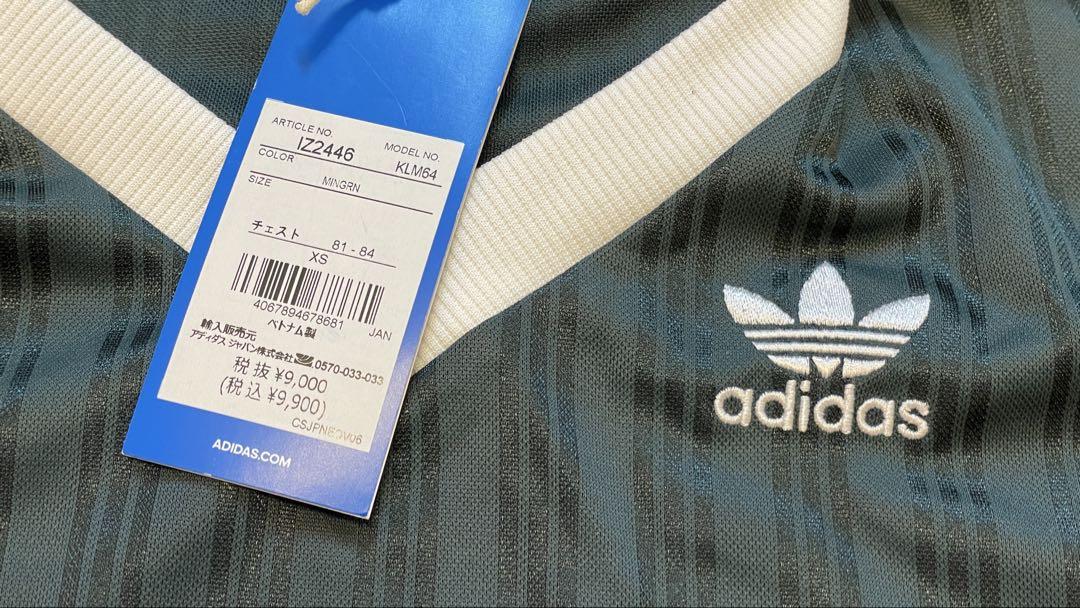 ARTICLE NO. MODEL NO.
IZ2446 KLM64
COLOR
MINGRN
SIZE
チェスト 81 - 84
XS
4067894678681 JAN
ベトナム製
輸入販売元
アディダス ジャパン株式会社 0570-033-033
税抜 ¥9,000
(税込 ¥9,900)
CSJPNEOV06
ADIDAS.COM
adidas